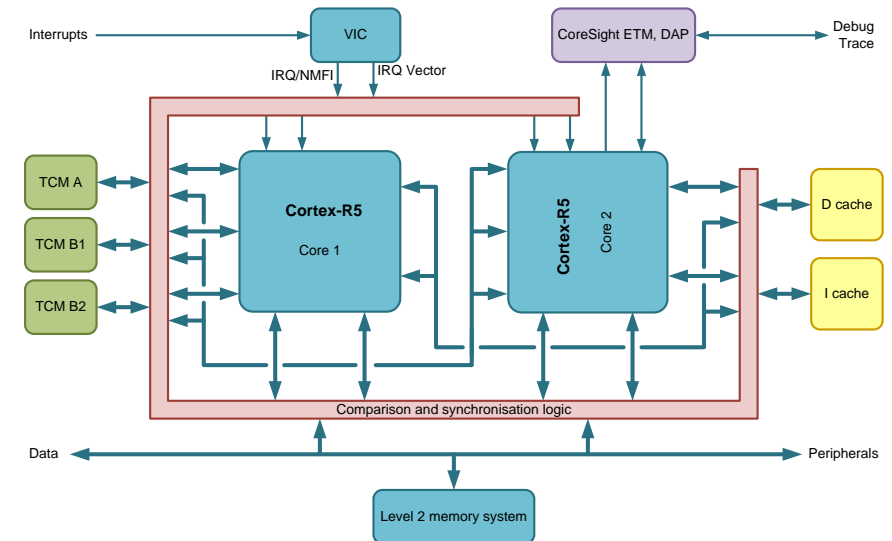 Interrupts
VIC
CoreSight ETM, DAP
Debug
Trace
IRQ/NMFI
IRQ Vector
TCM A
TCM B1
TCM B2
Cortex-R5
Core 1
Cortex-R5
Core 2
D cache
I cache
Comparison and synchronisation logic
Data
Peripherals
Level 2 memory system